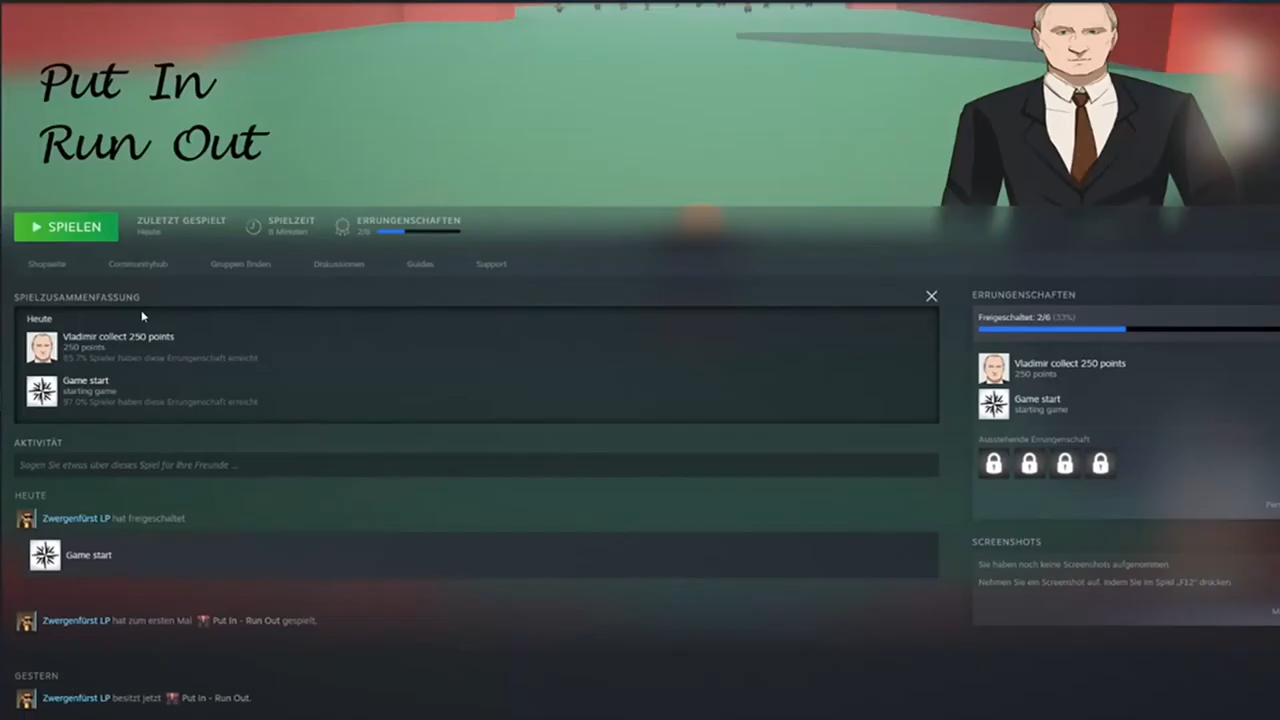 Put In
Run Out
SPIELEN
ZULETZT GESPIELT
Heute
SPIELZEIT
8 Minuten
ERRUNGENSCHAFTEN
2/6
Shopseite
Communityhub
Gruppen finden
Diskussionen
Guides
Support
SPIELZUSAMMENFASSUNG
Heute
Vladimir collect 250 points
250 points
85.7% Spieler haben diese Errungenschaft erreicht
Game start
starting game
97.0% Spieler haben diese Errungenschaft erreicht
AKTIVITÄT
Sagen Sie etwas über dieses Spiel für Ihre Freunde ...
HEUTE
Zwergenfürst LP hat freigeschaltet
Game start
Zwergenfürst LP hat zum ersten Mal Put In - Run Out gespielt.
GESTERN
Zwergenfürst LP besitzt jetzt Put In - Run Out.
ERRUNGENSCHAFTEN
Freigeschaltet: 2/6 (33%)
Vladimir collect 250 points
250 points
Game start
starting game
Ausstehende Errungenschaft
SCREENSHOTS
Sie haben noch keine Screenshots aufgenommen.
Nehmen Sie ein Screenshot auf, indem Sie im Spiel „F12" drücken.